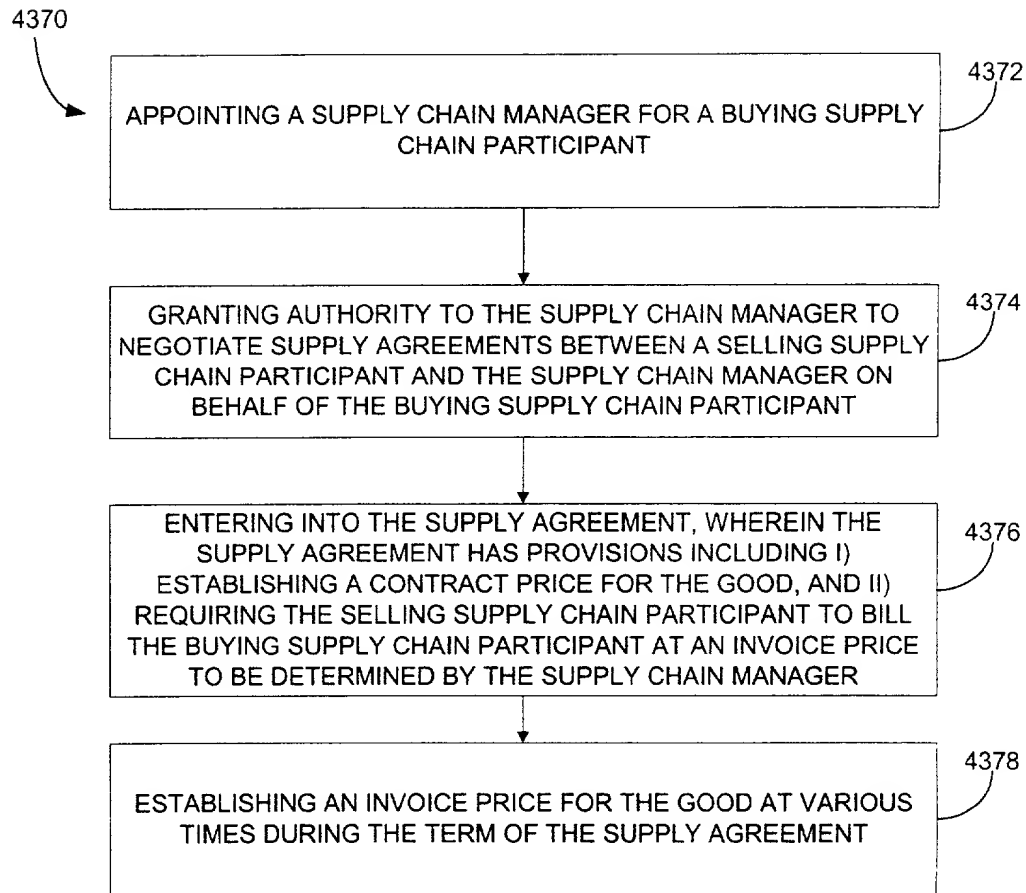 4370
4372
APPOINTING A SUPPLY CHAIN MANAGER FOR A BUYING SUPPLY
CHAIN PARTICIPANT
4374
GRANTING AUTHORITY TO THE SUPPLY CHAIN MANAGER TO
NEGOTIATE SUPPLY AGREEMENTS BETWEEN A SELLING SUPPLY
CHAIN PARTICIPANT AND THE SUPPLY CHAIN MANAGER ON
BEHALF OF THE BUYING SUPPLY CHAIN PARTICIPANT
4376
ENTERING INTO THE SUPPLY AGREEMENT, WHEREIN THE
SUPPLY AGREEMENT HAS PROVISIONS INCLUDING I)
ESTABLISHING A CONTRACT PRICE FOR THE GOOD, AND II)
REQUIRING THE SELLING SUPPLY CHAIN PARTICIPANT TO BILL
THE BUYING SUPPLY CHAIN PARTICIPANT AT AN INVOICE PRICE
TO BE DETERMINED BY THE SUPPLY CHAIN MANAGER
4378
ESTABLISHING AN INVOICE PRICE FOR THE GOOD AT VARIOUS
TIMES DURING THE TERM OF THE SUPPLY AGREEMENT